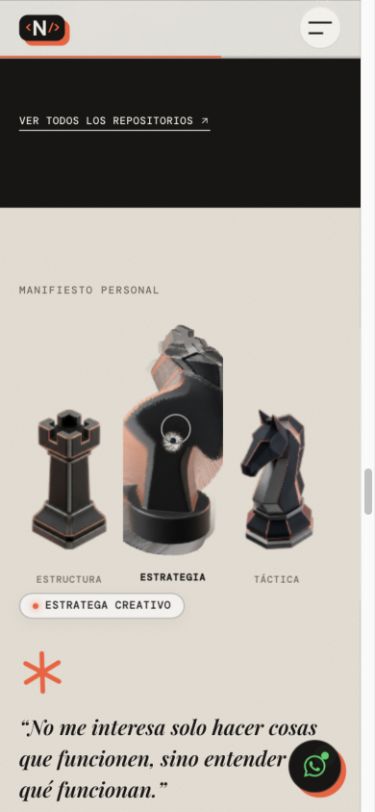 <N/>
VER TODOS LOS REPOSITORIOS ↗
MANIFIESTO PERSONAL
ESTRUCTURA
ESTRATEGIA
TÁCTICA
ESTRATEGA CREATIVO
“No me interesa solo hacer cosas
que funcionen, sino entender
qué funcionan.”